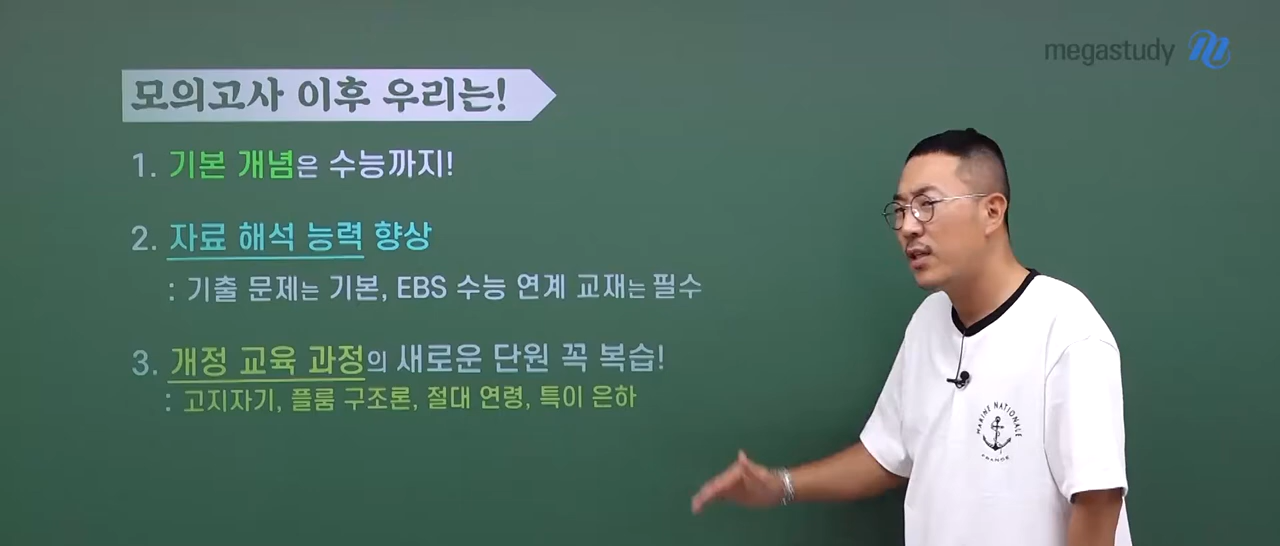 megastudy
모의고사 이후 우리는!
1. 기본 개념은 수능까지!
2. 자료 해석 능력 향상
: 기출 문제는 기본, EBS 수능 연계 교재는 필수
3. 개정 교육 과정의 새로운 단원 꼭 복습!
: 고지자기, 플룸 구조론, 절대 연령, 특이 은하
MARINE NATIONALE
FRANCE